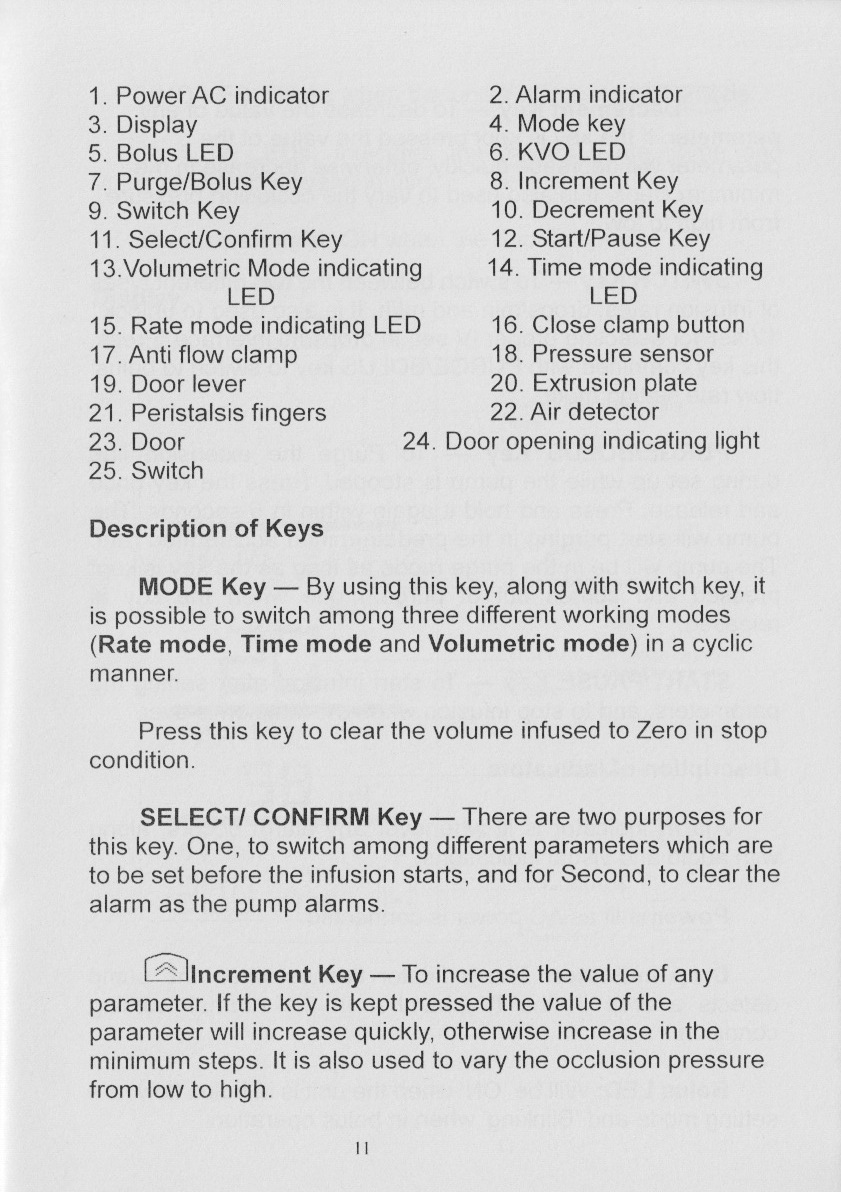 1. Power AC indicator 2. Alarm indicator
3. Display 4. Mode key
5. Bolus LED 6. KVO LED
7. Purge/Bolus Key 8. Increment Key
9. Switch Key 10. Decrement Key
11. Select/Confirm Key 12. Start/Pause Key
13.Volumetric Mode indicating 14. Time mode indicating
LED LED
15. Rate mode indicating LED 16. Close clamp button
17. Anti flow clamp 18. Pressure sensor
19. Door lever 20. Extrusion plate
21. Peristalsis fingers 22. Air detector
23. Door 24. Door opening indicating light
25. Switch
Description of Keys
MODE Key — By using this key, along with switch key, it
is possible to switch among three different working modes
(Rate mode, Time mode and Volumetric mode) in a cyclic
manner.
Press this key to clear the volume infused to Zero in stop
condition.
SELECT/ CONFIRM Key — There are two purposes for
this key. One, to switch among different parameters which are
to be set before the infusion starts, and for Second, to clear the
alarm as the pump alarms.
Increment Key — To increase the value of any
parameter. If the key is kept pressed the value of the
parameter will increase quickly, otherwise increase in the
minimum steps. It is also used to vary the occlusion pressure
from low to high.
11